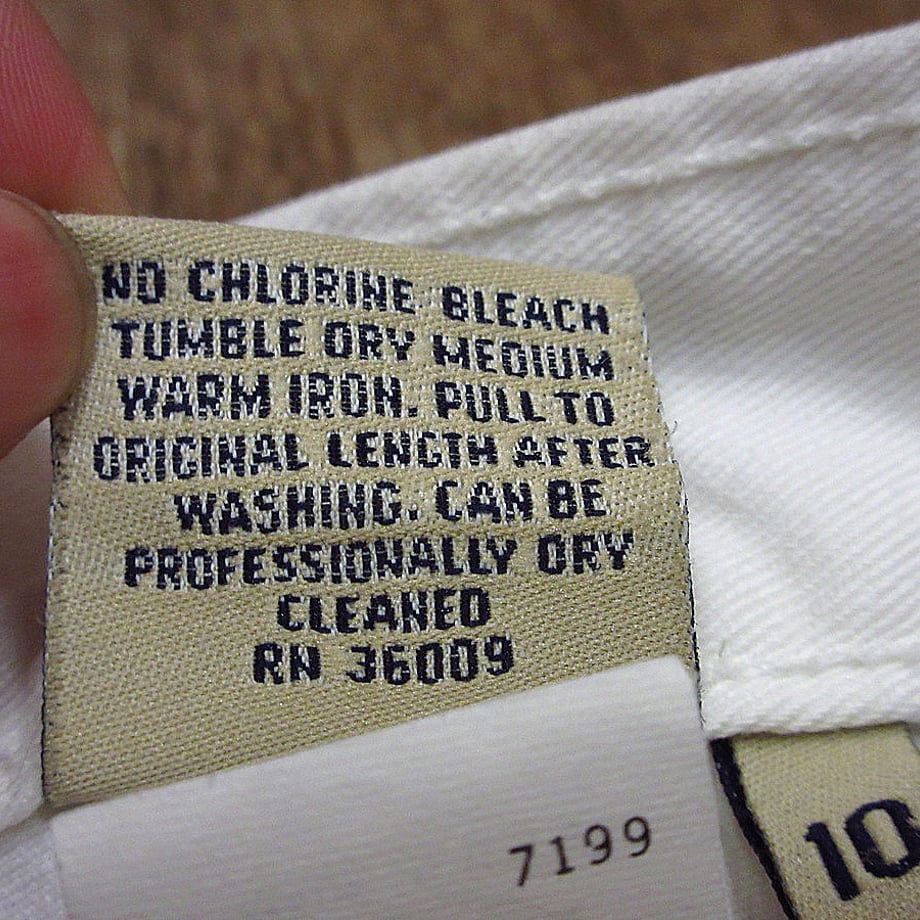 NO CHLORINE BLEACH
TUMBLE DRY MEDIUM
WARM IRON. PULL TO
ORIGINAL LENGTH AFTER
WASHING. CAN BE
PROFESSIONALLY DRY
CLEANED
RN 36009
7199
10